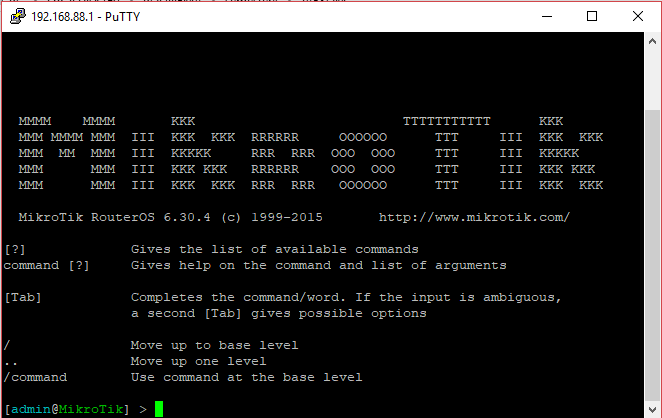 192.168.88.1 - PuTTY
MMMM    MMMM       KKK                          TTTTTTTTTTT      KKK
MMM MMMM MMM  III  KKK  KKK  RRRRRR     OOOOOO      TTT     III  KKK  KKK
MMM  MM  MMM  III  KKKKK     RRR  RRR  OOO  OOO     TTT     III  KKKKK
MMM      MMM  III  KKK KKK   RRRRRR    OOO  OOO     TTT     III  KKK KKK
MMM      MMM  III  KKK  KKK  RRR  RRR   OOOOOO      TTT     III  KKK  KKK
MikroTik RouterOS 6.30.4 (c) 1999-2015       http://www.mikrotik.com/
[?]             Gives the list of available commands
command [?]     Gives help on the command and list of arguments
[Tab]           Completes the command/word. If the input is ambiguous,
a second [Tab] gives possible options
/               Move up to base level
..              Move up one level
/command        Use command at the base level
[admin@MikroTik] >